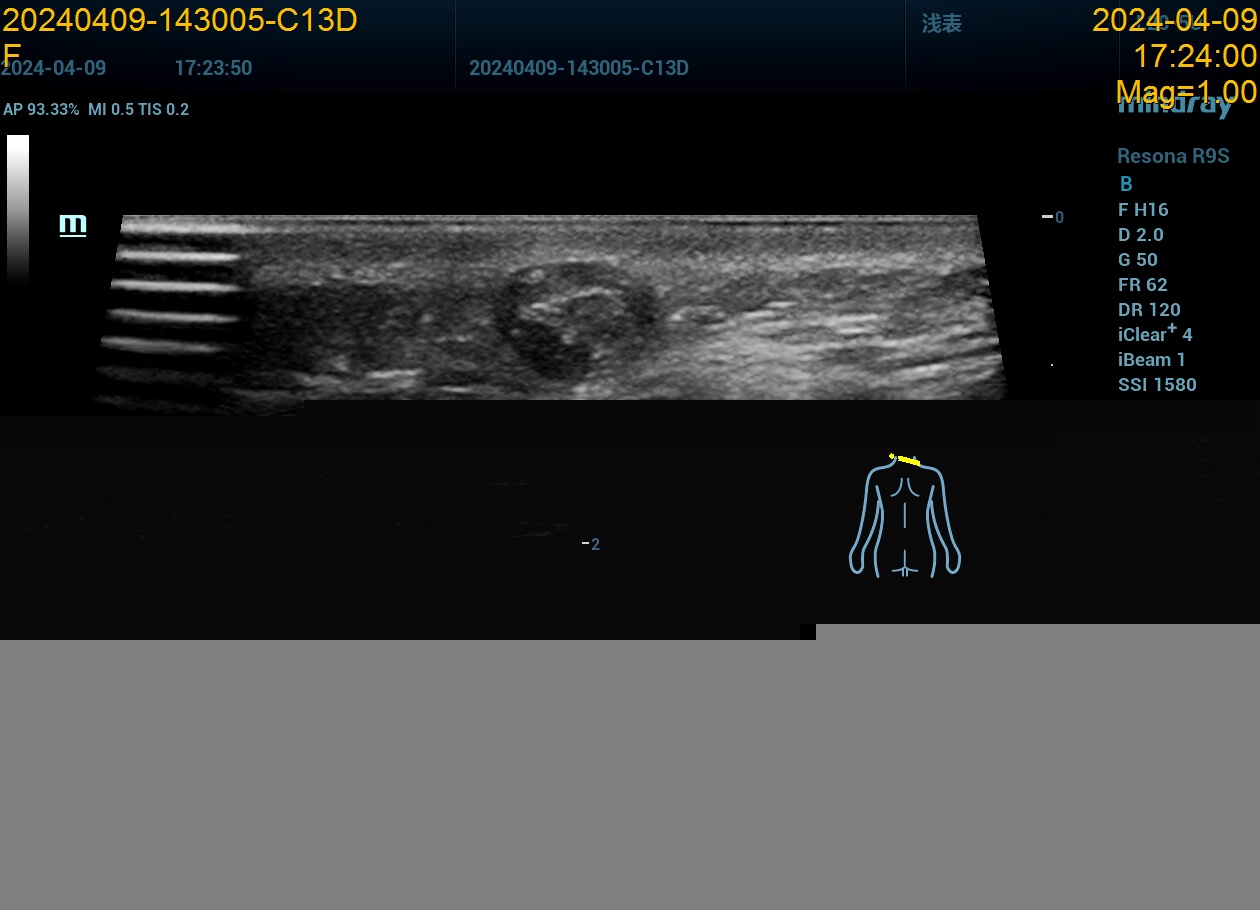 20240409-143005-C13D
F
2024-04-09 17:23:50 20240409-143005-C13D
浅表
2024-04-09
17:24:00
Mag=1.00
AP 93.33% MI 0.5 TIS 0.2
mindray
m
Resona R9S
B
F H16
D 2.0
G 50
FR 62
DR 120
iClear+ 4
iBeam 1
SSI 1580
0
2